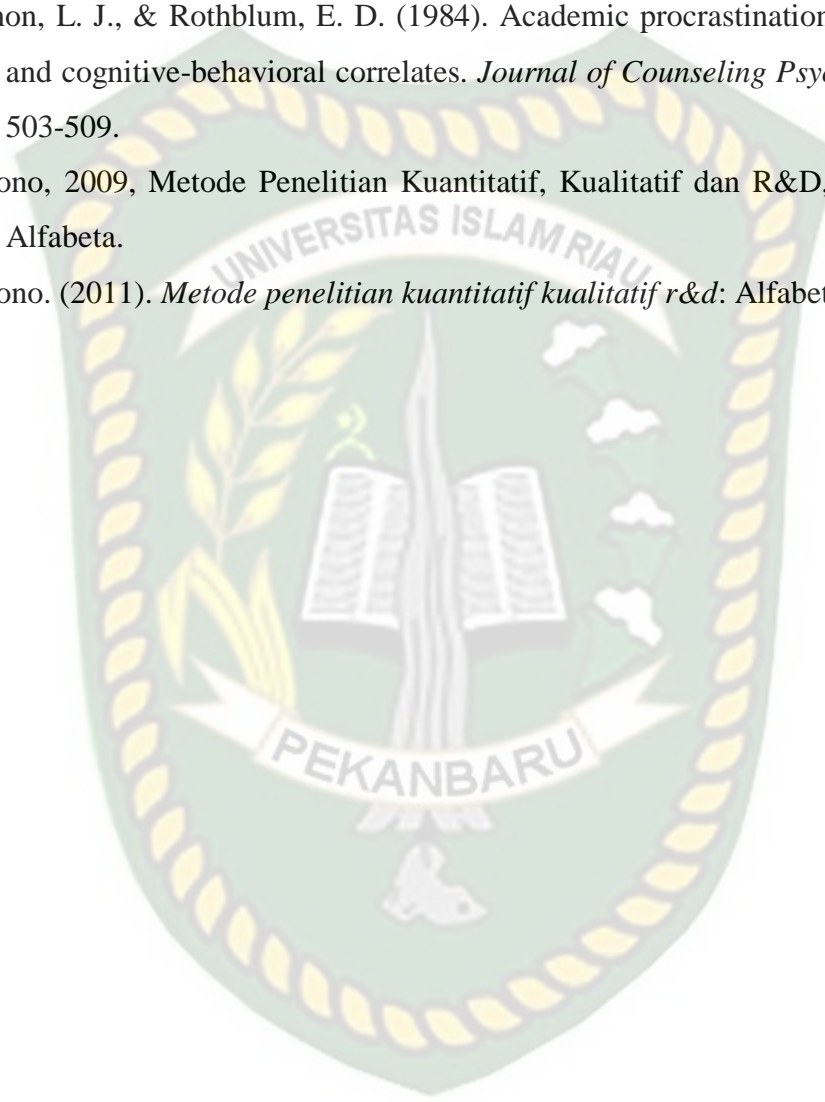 non, L. J., & Rothblum, E. D. (1984). Academic procrastination
and cognitive-behavioral correlates. Journal of Counseling Psyc
503-509.
ono, 2009, Metode Penelitian Kuantitatif, Kualitatif dan R&D,
Alfabeta.
UNIVERSITAS ISLAM RIAU
ono. (2011). Metode penelitian kuantitatif kualitatif r&d: Alfabet
PEKANBARU